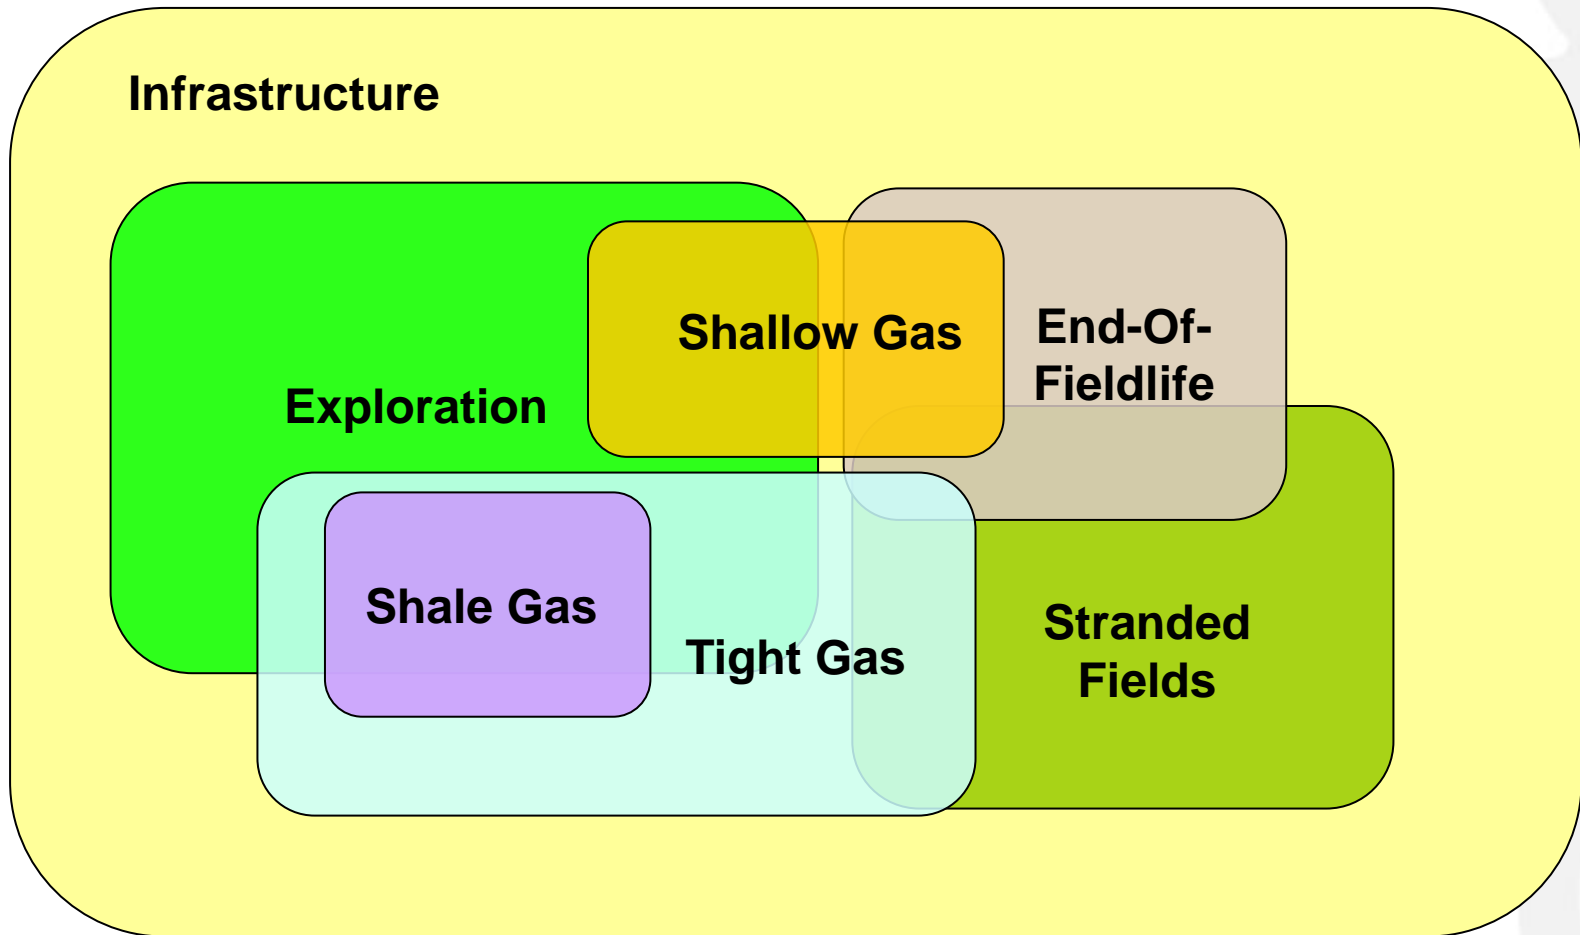 Infrastructure
Shallow Gas
End-Of-
Fieldlife
Exploration
Shale Gas
Tight Gas
Stranded
Fields